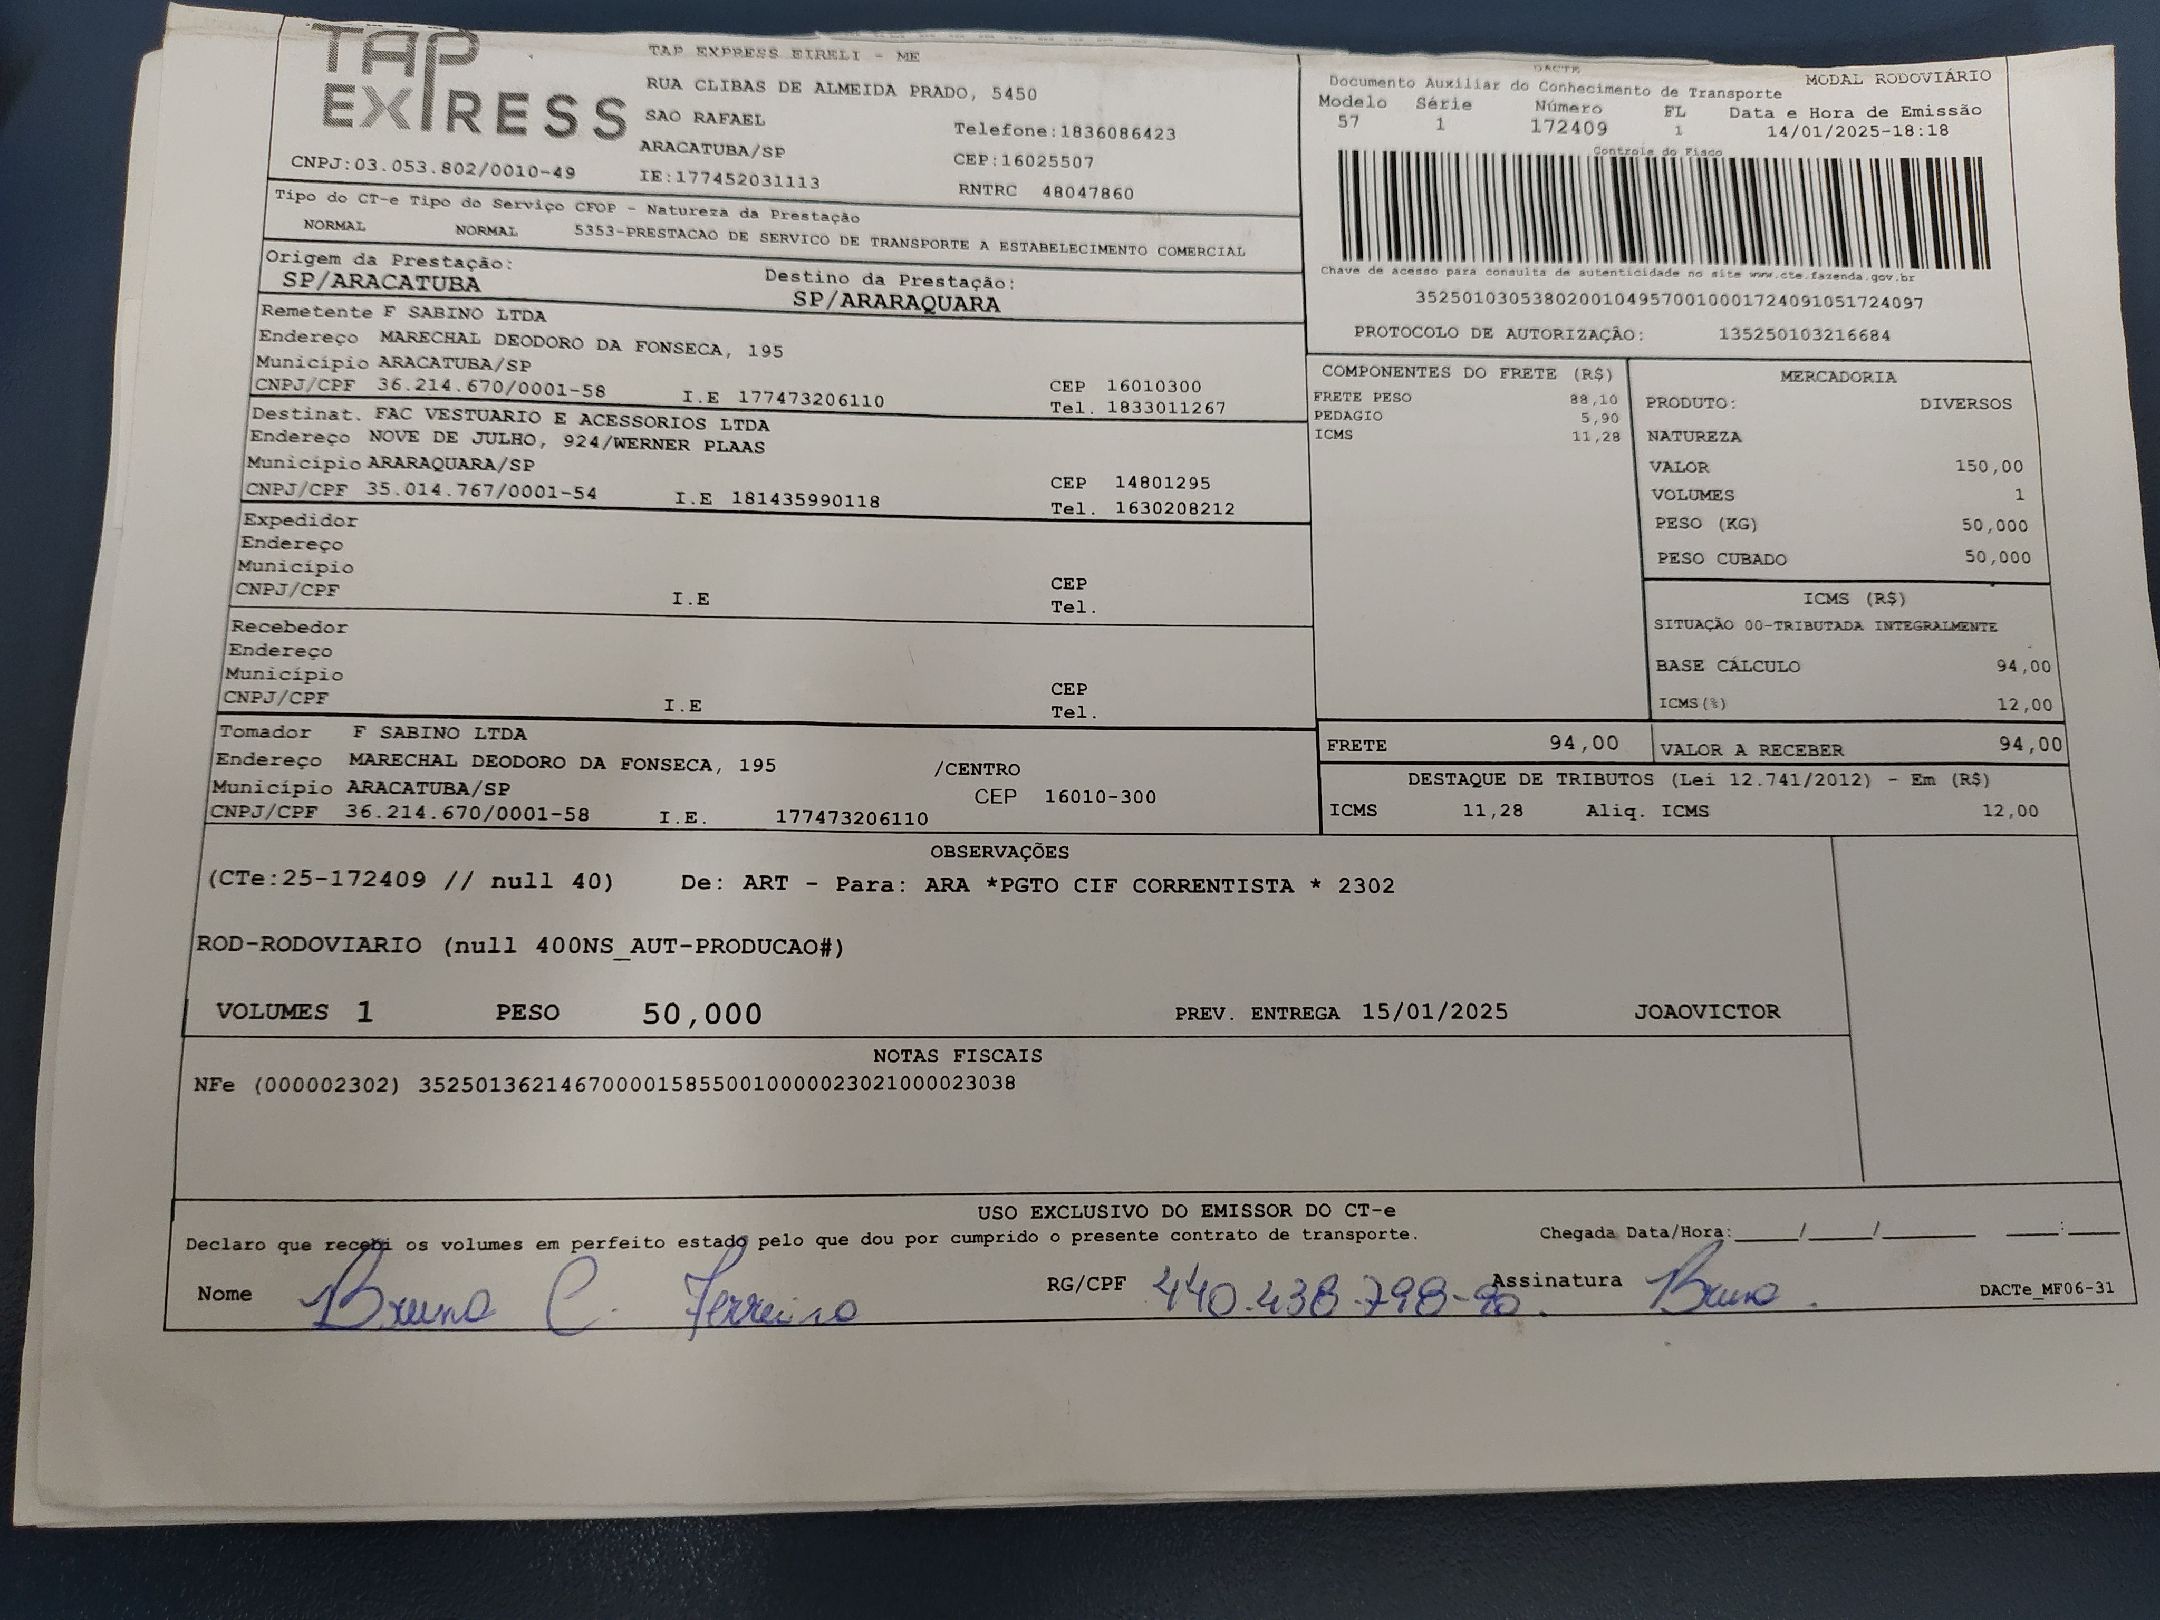 TAP
EXPRESS
CNPJ:03.053.802/0010-49
TAP EXPRESS EIRELI - ME
RUA CLIBAS DE ALMEIDA PRADO, 5450
SAO RAFAEL
Telefone:1836086423
ARACATUBA/SP
CEP:16025507
IE:177452031113
RNTRC 48047860
DACTE
MODAL RODOVIÁRIO
Documento Auxiliar do Conhecimento de Transporte
Modelo Série Número FL Data e Hora de Emissão
57 1 172409 1 14/01/2025-18:18
Controle do Fisco
Chave de acesso para consulta de autenticidade no site www.cte.fazenda.gov.br
35250103053802001049570010001724091051724097
PROTOCOLO DE AUTORIZAÇÃO: 135250103216684
Tipo do CT-e Tipo do Serviço CFOP - Natureza da Prestação
NORMAL NORMAL 5353-PRESTACAO DE SERVICO DE TRANSPORTE A ESTABELECIMENTO COMERCIAL
Origem da Prestação: Destino da Prestação:
SP/ARACATUBA SP/ARARAQUARA
Remetente F SABINO LTDA
Endereço MARECHAL DEODORO DA FONSECA, 195
Município ARACATUBA/SP
CEP 16010300
CNPJ/CPF 36.214.670/0001-58 I.E 177473206110 Tel. 1833011267
Destinat. FAC VESTUARIO E ACESSORIOS LTDA
Endereço NOVE DE JULHO, 924/WERNER PLAAS
Município ARARAQUARA/SP
CEP 14801295
CNPJ/CPF 35.014.767/0001-54 I.E 181435990118 Tel. 1630208212
Expedidor
Endereço
Município
CEP
CNPJ/CPF I.E Tel.
Recebedor
Endereço
Município
CEP
CNPJ/CPF I.E Tel.
Tomador F SABINO LTDA
Endereço MARECHAL DEODORO DA FONSECA, 195 /CENTRO
Município ARACATUBA/SP CEP 16010-300
CNPJ/CPF 36.214.670/0001-58 I.E. 177473206110
COMPONENTES DO FRETE (R$)
FRETE PESO 88,10
PEDAGIO 5,90
ICMS 11,28
MERCADORIA
PRODUTO: DIVERSOS
NATUREZA
VALOR 150,00
VOLUMES 1
PESO (KG) 50,000
PESO CUBADO 50,000
ICMS (R$)
SITUAÇÃO 00-TRIBUTADA INTEGRALMENTE
BASE CÁLCULO 94,00
ICMS(%) 12,00
FRETE 94,00 VALOR A RECEBER 94,00
DESTAQUE DE TRIBUTOS (Lei 12.741/2012) - Em (R$)
ICMS 11,28 Aliq. ICMS 12,00
OBSERVAÇÕES
(CTe:25-172409 // null 40) De: ART - Para: ARA *PGTO CIF CORRENTISTA * 2302
ROD-RODOVIARIO (null 400NS_AUT-PRODUCAO#)
VOLUMES 1 PESO 50,000 PREV. ENTREGA 15/01/2025 JOAOVICTOR
NOTAS FISCAIS
NFe (000002302) 35250136214670000158550010000023021000023038
USO EXCLUSIVO DO EMISSOR DO CT-e
Declaro que recebi os volumes em perfeito estado pelo que dou por cumprido o presente contrato de transporte. Chegada Data/Hora:____/____/______ ____:____
Nome Bruno C. Ferreira RG/CPF 440.438.798-90. Assinatura Bruno. DACTe_MF06-31